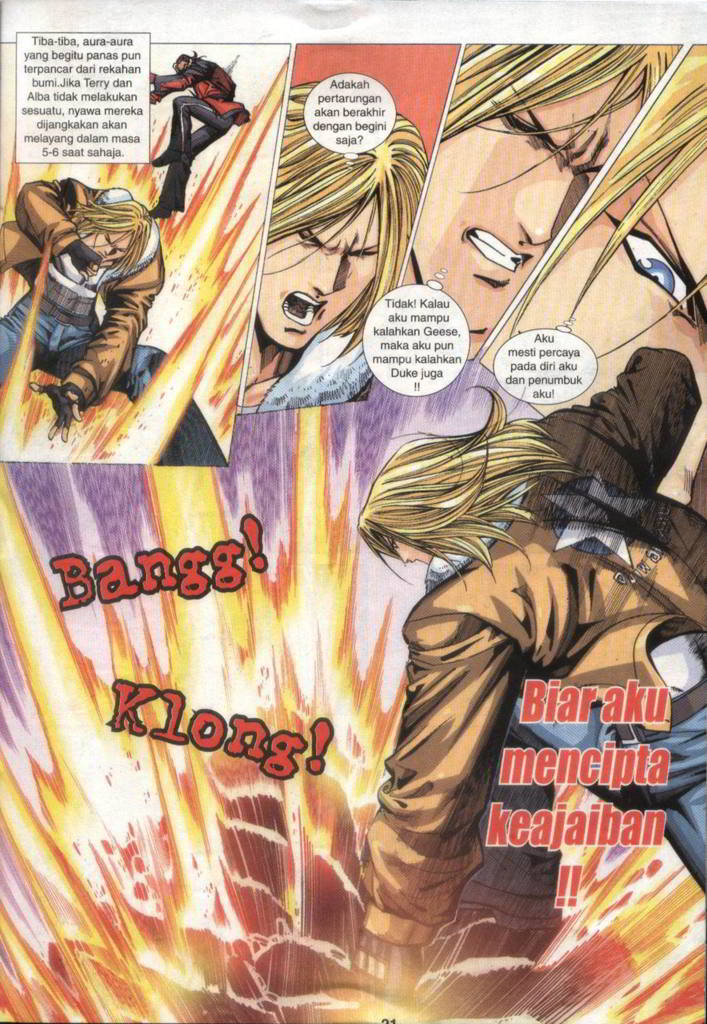 Tiba-tiba, aura-aura
yang begitu panas pun
terpancar dari rekahan
bumi.Jika Terry dan
Alba tidak melakukan
sesuatu, nyawa mereka
dijangkakan akan
melayang dalam masa
5-6 saat sahaja.
Adakah
pertarungan
akan berakhir
dengan begini
saja?
Tidak! Kalau
aku mampu
kalahkan Geese,
maka aku pun
mampu kalahkan
Duke juga
!!
Aku
mesti percaya
pada diri aku
dan penumbuk
aku!
Bangg!
Klong!
Biar aku
mencipta
keajaiban
!!
21